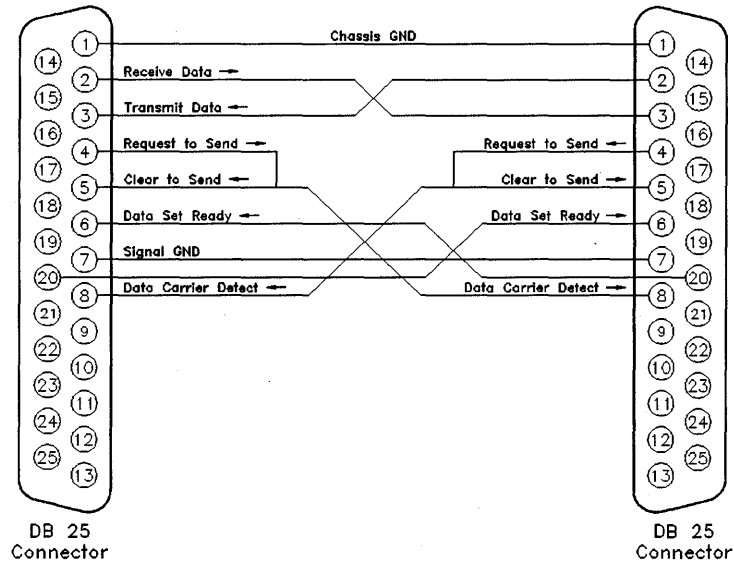 Chassis GND
1 1
14 14
Receive Data →
2 2
15 15
Transmit Data ←
3 3
16 16
Request to Send → Request to Send ←
4 4
17 17
Clear to Send ← Clear to Send →
5 5
18 18
Data Set Ready ← Data Set Ready →
6 6
19 19
Signal GND
7 7
20 20
Data Carrier Detect ← Data Carrier Detect →
8 8
21 21
9 9
22 22
10 10
23 23
11 11
24 24
12 12
25 25
13 13
DB 25 DB 25
Connector Connector